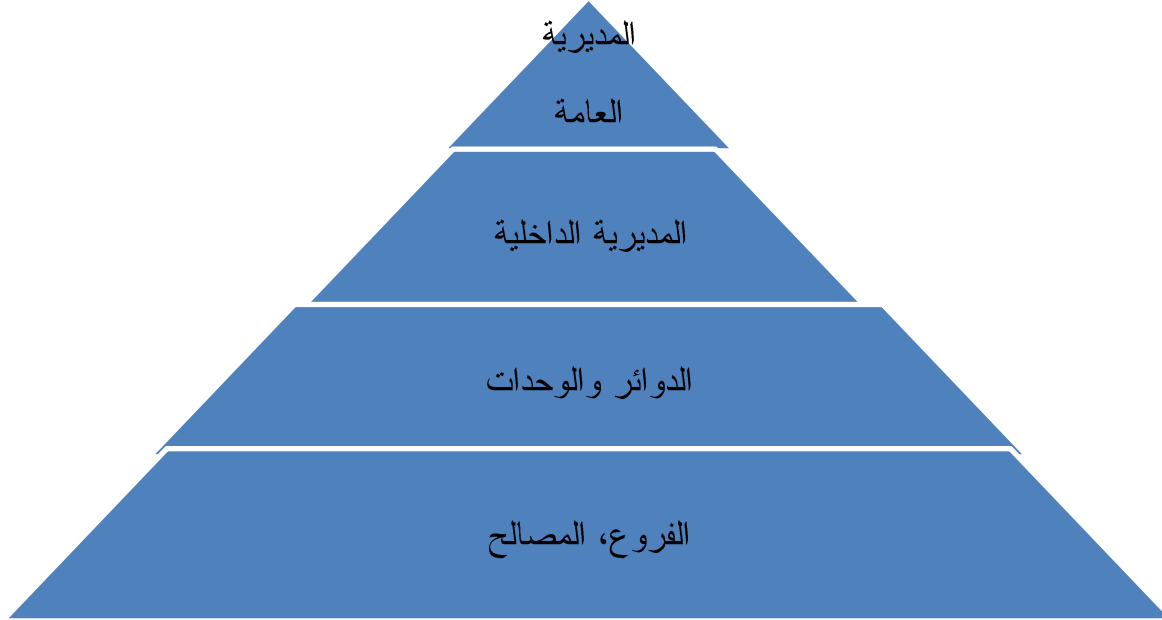 المديرية
العامة
المديرية الداخلية
الدوائر والوحدات
الفروع، المصالح